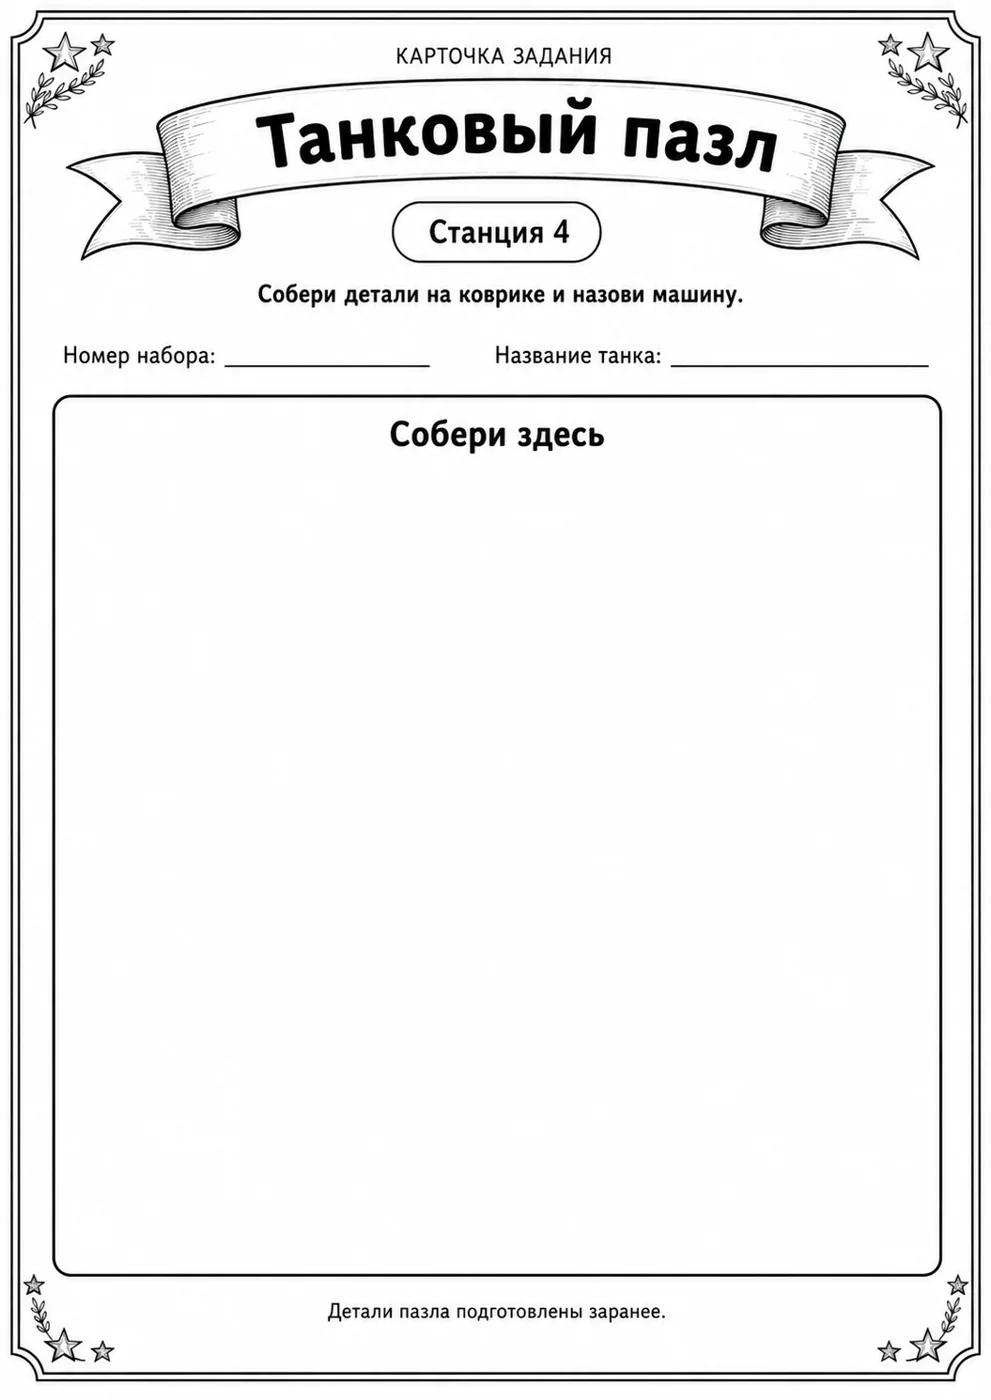 КАРТОЧКА ЗАДАНИЯ
Танковый пазл
Станция 4
Собери детали на коврике и назови машину.
Номер набора: Название танка:
Собери здесь
Детали пазла подготовлены заранее.